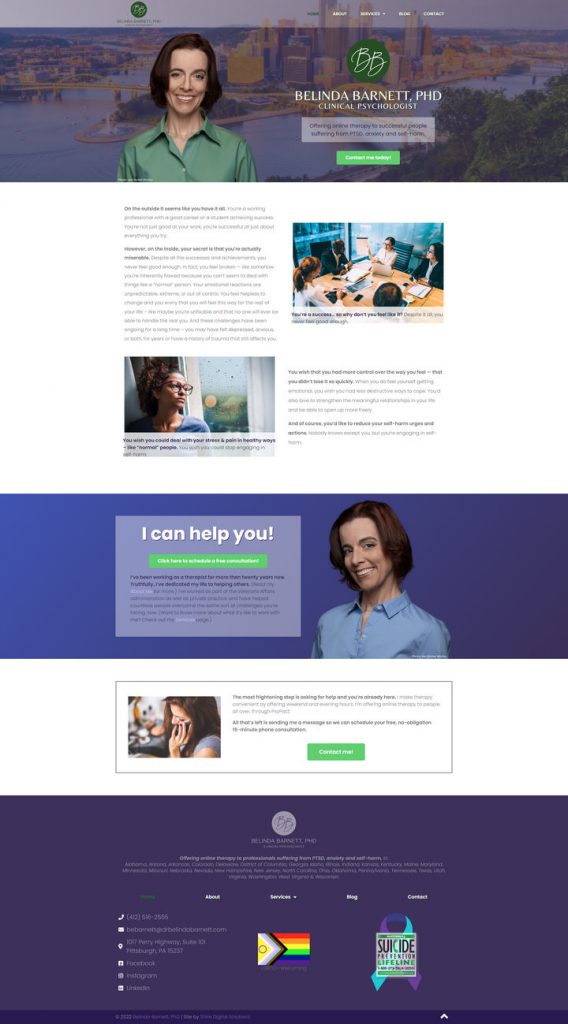 BB
BELINDA BARNETT, PHD
CLINICAL PSYCHOLOGIST
HOME ABOUT SERVICES BLOG CONTACT
BB
BELINDA BARNETT, PHD
CLINICAL PSYCHOLOGIST
Offering online therapy to successful people
suffering from PTSD, anxiety and self-harm.
Contact me today!
On the outside it seems like you have it all. You're a working
professional with a good career or a student achieving success.
You're not just good at your work, you're successful at just about
everything you try.
However, on the inside, your secret is that you're actually
miserable. Despite all the successes and achievements, you
never feel good enough. In fact, you feel broken — like somehow
you're inherently flawed because you can't seem to deal with
things like a "normal" person. Your emotional reactions are
unpredictable, extreme, or out of control. You feel helpless to
change and you worry that you will feel this way for the rest of
your life – like maybe you're unfixable and that no one will ever be
able to handle the real you. And these challenges have been
ongoing for a long time – you may have felt depressed, anxious,
or both, for years or have a history of trauma that still affects you.
You're a success... so why don't you feel like it? Despite it all, you
never feel good enough.
You wish you could deal with your stress & pain in healthy ways
– like "normal" people. You wish you could stop engaging in
self-harm.
You wish that you had more control over the way you feel — that
you didn't lose it so quickly. When you do feel yourself getting
emotional, you wish you had less destructive ways to cope. You'd
also love to strengthen the meaningful relationships in your life
and be able to open up more freely.
And of course, you'd like to reduce your self-harm urges and
actions. Nobody knows except you, but you're engaging in self-
harm.
I can help you!
Click here to schedule a free consultation!
I've been working as a therapist for more than twenty years now.
Truthfully, I've dedicated my life to helping others. (Read my
About Me for more.) I've worked as part of the Veterans Affairs
administration as well as private practice and have helped
countless people overcome the same sort of challenges you're
facing now. (Want to know more about what it's like to work with
me? Check out my Services page.)
The most frightening step is asking for help and you're already here. I make therapy
convenient by offering weekend and evening hours. I'm offering online therapy to people
all over, through PsyPact.
All that's left is sending me a message so we can schedule your free, no-obligation
15-minute phone consultation.
Contact me!
BB
BELINDA BARNETT, PHD
CLINICAL PSYCHOLOGIST
Offering online therapy to professionals suffering from PTSD, anxiety and self-harm, in:
Alabama, Arizona, Arkansas, Colorado, Delaware, District of Columbia, Georgia, Idaho, Illinois, Indiana, Kansas, Kentucky, Maine, Maryland,
Minnesota, Missouri, Nebraska, Nevada, New Hampshire, New Jersey, North Carolina, Ohio, Oklahoma, Pennsylvania, Tennessee, Texas, Utah,
Virginia, Washington, West Virginia & Wisconsin.
Home About Services Blog Contact
(412) 516-2555
bebarnett@drbelindabarnett.com
1017 Perry Highway, Suite 101
Pittsburgh, PA 15237
Facebook
Instagram
LinkedIn
SUICIDE
PREVENTION
LIFELINE
© 2022 Belinda Barnett, PhD | Site by Shire Digital Solutions